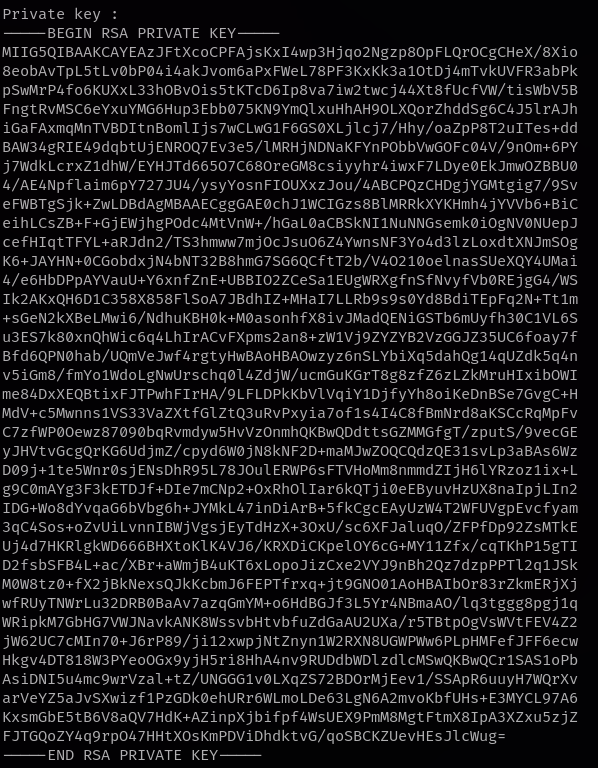 Private key :
-----BEGIN RSA PRIVATE KEY-----
MIIG5QIBAAKCAYEAzJFtXcoCPFAjsKxI4wp3Hjqo2Ngzp8OpFLQrOCgCHeX/8Xio
8eobAvTpL5tLv0bP04i4akJvom6aPxFWeL78PF3KxKk3a1OtDj4mTvkUVFR3abPk
pSwMrP4fo6KUXxL33hOBvOis5tKTcD6Ip8va7iw2twcj44Xt8fUcfVW/tisWbV5B
FngtRvMSC6eYxuYMG6Hup3Ebb075KN9YmQlxuHhAH9OLXQorZhddSg6C4J5lrAJh
iGaFAxmqMnTVBDItnBomlIjs7wCLwG1F6GS0XLjlcj7/Hhy/oaZpP8T2uITes+dd
BAW34gRIE49dqbtUjENROQ7Ev3e5/lMRHjNDNaKFYnPObbVwGOFc04V/9nOm+6PY
j7WdkLcrxZ1dhW/EYHJTd665O7C68OreGM8csiyyhr4iwxF7LDye0EkJmwOZBBU0
4/AE4Npflaim6pY727JU4/ysyYosnFIOUXxzJou/4ABCPQzCHDgjYGMtgig7/9Sv
eFWBTgSjk+ZwLDBdAgMBAAECggGAE0chJ1WCIGzs8BlMRRkXYKHmh4jYVVb6+BiC
eihLCsZB+F+GjEWjhgPOdc4MtVnW+/hGaL0aCBSkNI1NuNNGsemk0iOgNV0NUepJ
cefHIqtTFYL+aRJdn2/TS3hmww7mjOcJsuO6Z4YwnsNF3Yo4d3lzLoxdtXNJmSOg
K6+JAYHN+0CGobdxjN4bNT32B8hmG7SG6QCftT2b/V4O210oelnasSUeXQY4UMai
4/e6HbDPpAYVauU+Y6xnfZnE+UBBIO2ZCeSa1EUgWRXgfnSfNvyfVb0REjgG4/WS
Ik2AKxQH6D1C358X858FlSoA7JBdhIZ+MHaI7LLRb9s9s0Yd8BdiTEpFq2N+Tt1m
+sGeN2kXBeLMwi6/NdhuKBH0k+M0asonhfX8ivJMadQENiGSTb6mUyfh30C1VL6S
u3ES7k80xnQhWic6q4LhIrACvFXpms2an8+zW1Vj9ZYZYB2VzGGJZ35UC6foay7f
Bfd6QPN0hab/UQmVeJwf4rgtyHwBAoHBAOwzyz6nSLYbiXq5dahQg14qUZdk5q4n
v5iGm8/fmYo1WdoLgNwUrschq0l4ZdjW/ucmGuKGrT8g8zfZ6zLZkMruHIxibOWI
me84DxXEQBtixFJTPwhFIrHA/9LFLDPkKbVlVqiY1DjfyYh8oiKeDnBSe7GvgC+H
MdV+c5Mwnns1VS33VaZXtfGlZtQ3uRvPxyia7of1s4I4C8fBmNrd8aKSCcRqMpFv
C7zfWP0Oewz87090bqRvmdyw5HvVzOnmhQKBwQDdttsGZMMGfgT/zputS/9vecGE
yJHVtvGcgQrKG6UdjmZ/cpyd6W0jN8kNF2D+maMJwZOQCQdzQE31svLp3aBAs6Wz
D09j+1te5Wnr0sjENsDhR95L78JOulERWP6sFTVHoMm8nmmdZIjH6lYRzoz1ix+L
g9C0mAYg3F3kETDJf+DIe7mCNp2+OxRhOlIar6kQTji0eEByuvHzUX8naIpjLIn2
IDG+Wo8dYvqaG6bVbg6h+JYMkL47inDiArB+5fkCgcEAyUzW4T2WFUVgpEvcfyam
3qC4Sos+oZvUiLvnnIBWjVgsjEyTdHzX+3OxU/sc6XFJaluqO/ZFPfDp92ZsMTkE
Uj4d7HKRlgkWD666BHXtoKlK4VJ6/KRXDiCKpelOY6cG+MY11Zfx/cqTKhP15gTI
D2fsbSFB4L+ac/XBr+aWmjB4uKT6xLopoJizCxe2VYJ9nBh2Qz7dzpPPTl2q1JSk
M0W8tz0+fX2jBkNexsQJkKcbmJ6FEPTfrxq+jt9GNO01AoHBAIbOr83rZkmERjXj
wfRUyTNWrLu32DRB0BaAv7azqGmYM+o6HdBGJf3L5Yr4NBmaAO/lq3tggg8pgj1q
WRipkM7GbHG7VWJNavkANK8WssvbHtvbfuZdGaAU2UXa/r5TBtpOgVsWVtFEV4Z2
jW62UC7cMIn70+J6rP89/ji12xwpjNtZnyn1W2RXN8UGWPWw6PLpHMFefJFF6ecw
Hkgv4DT818W3PYeoOGx9yjH5ri8HhA4nv9RUDdbWDlzdlcMSwQKBwQCr1SAS1oPb
AsiDNI5u4mc9wrVzal+tZ/UNGGG1v0LXqZS72BDOrMjEev1/SSApR6uuyH7WQrXv
arVeYZ5aJvSXwizf1PzGDk0ehURr6WLmoLDe63LgN6A2mvoKbfUHs+E3MYCL97A6
KxsmGbE5tB6V8aQV7HdK+AZinpXjbifpf4WsUEX9PmM8MgtFtmX8IpA3XZxu5zjZ
FJTGQoZY4q9rpO47HHtXOsKmPDViDhdktvG/qoSBCKZUevHEsJlcWug=
-----END RSA PRIVATE KEY-----